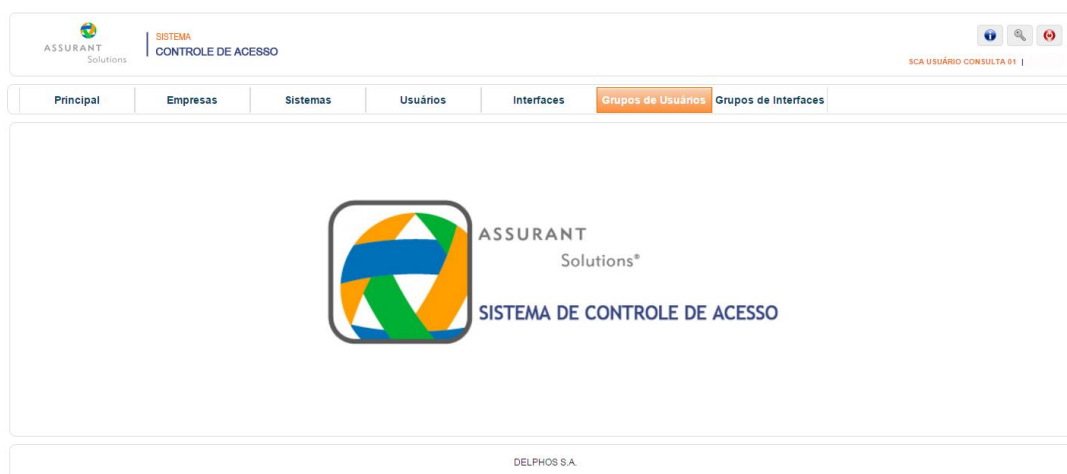 ASSURANT
Solutions
SISTEMA
CONTROLE DE ACESSO
SCA USUÁRIO CONSULTA 01 |
Principal Empresas Sistemas Usuários Interfaces Grupos de Usuários Grupos de Interfaces
ASSURANT
Solutions®
SISTEMA DE CONTROLE DE ACESSO
DELPHOS S.A.